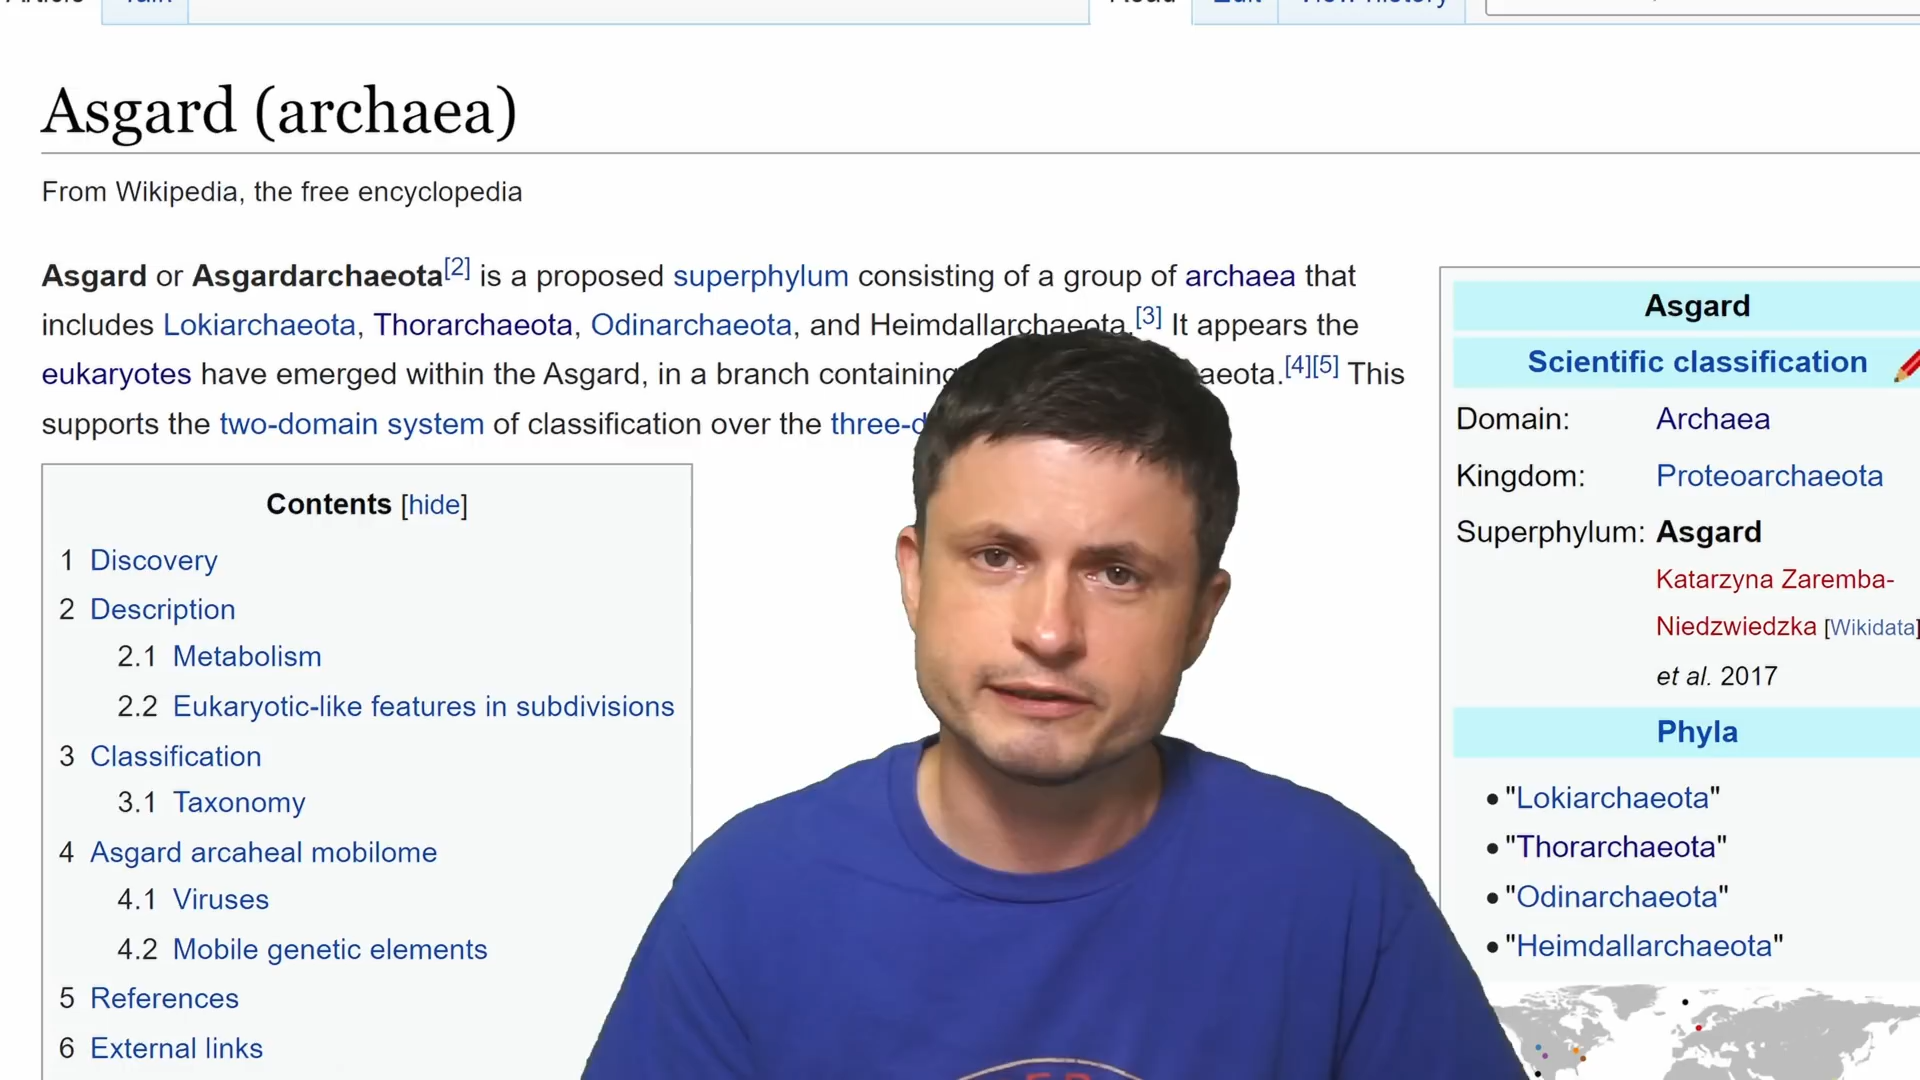 Asgard (archaea)
From Wikipedia, the free encyclopedia
Asgard or Asgardarchaeota[2] is a proposed superphylum consisting of a group of archaea that
includes Lokiarchaeota, Thorarchaeota, Odinarchaeota, and Heimdallarchaeota.[3] It appears the
eukaryotes have emerged within the Asgard, in a branch containing aeota.[4][5] This
supports the two-domain system of classification over the three-d
Contents [hide]
1 Discovery
2 Description
2.1 Metabolism
2.2 Eukaryotic-like features in subdivisions
3 Classification
3.1 Taxonomy
4 Asgard arcaheal mobilome
4.1 Viruses
4.2 Mobile genetic elements
5 References
6 External links
Asgard
Scientific classification
Domain: Archaea
Kingdom: Proteoarchaeota
Superphylum: Asgard
Katarzyna Zaremba-
Niedzwiedzka [Wikidata]
et al. 2017
Phyla
"Lokiarchaeota"
"Thorarchaeota"
"Odinarchaeota"
"Heimdallarchaeota"